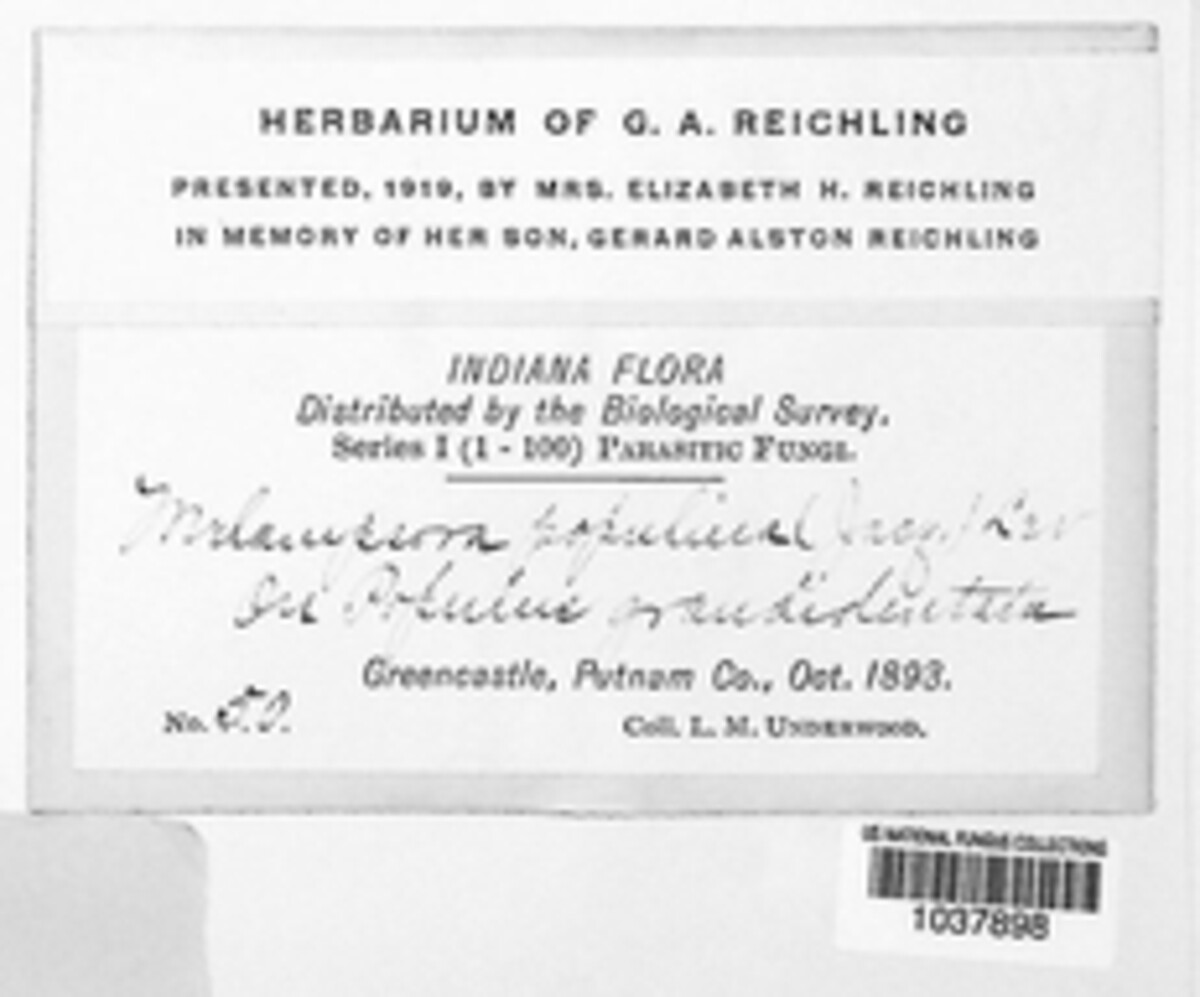 HERBARIUM OF G. A. REICHLING
PRESENTED, 1919, BY MRS. ELIZABETH H. REICHLING
IN MEMORY OF HER SON, GERARD ALSTON REICHLING
INDIANA FLORA
Distributed by the Biological Survey.
Series I (1 - 100) PARASITIC FUNGI.
Melampsora populina (Jacq.) Lev
On Populus grandidentata
Greencastle, Putnam Co., Oct. 1893.
No. 50. Coll. L. M. UNDERWOOD.
US NATIONAL FUNGUS COLLECTIONS
1037898